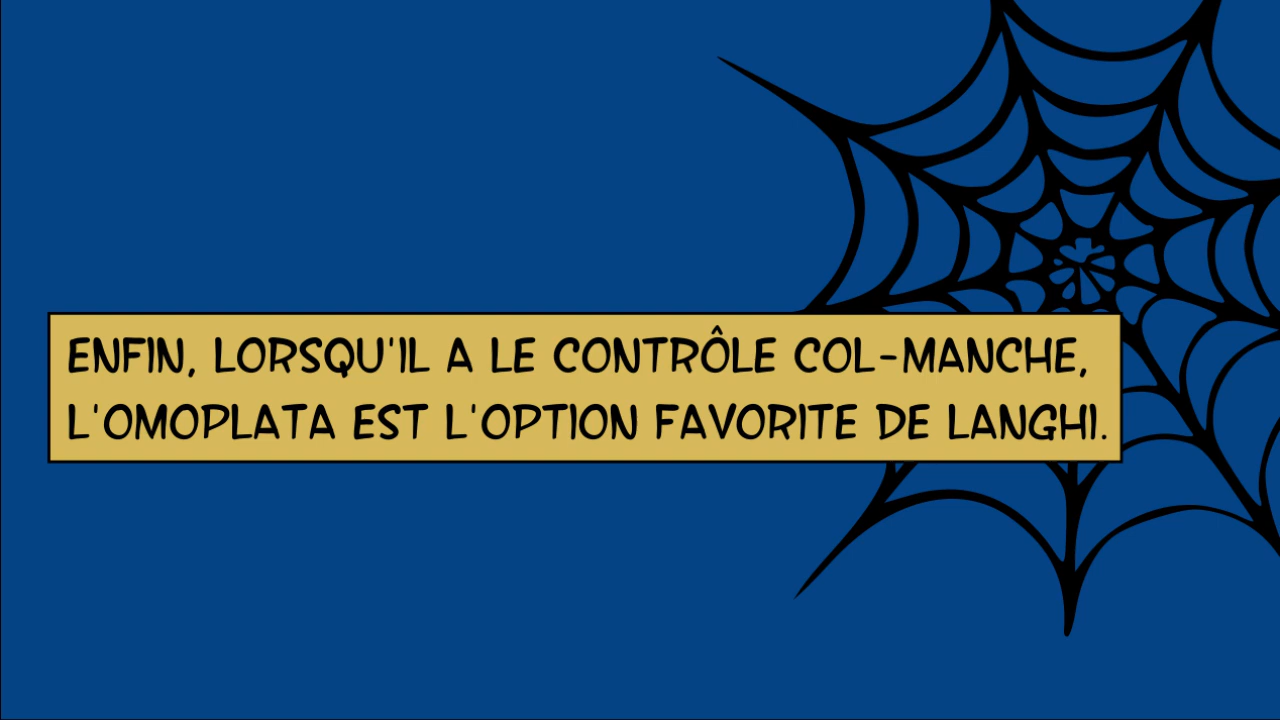 ENFIN, LORSQU'IL A LE CONTRÔLE COL-MANCHE,
L'OMOPLATA EST L'OPTION FAVORITE DE LANGHI.